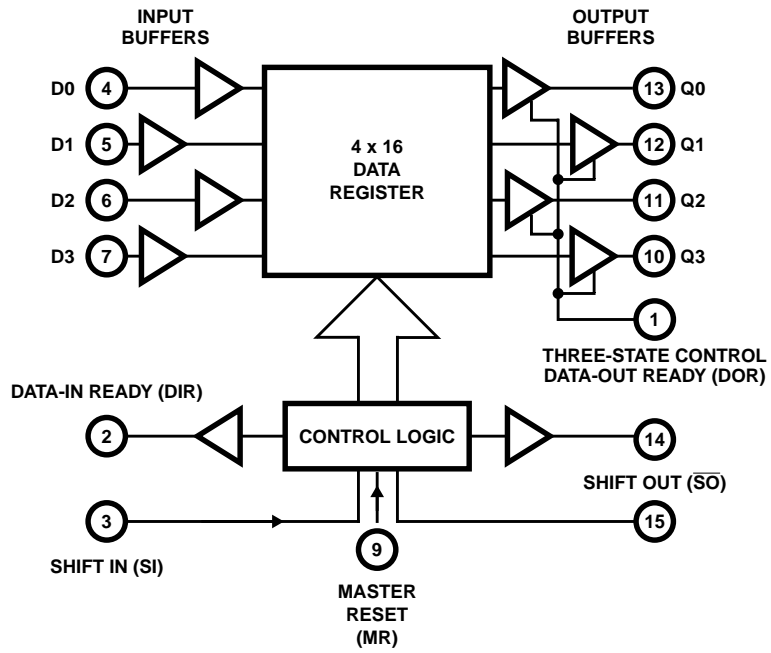 INPUT
BUFFERS
OUTPUT
BUFFERS
D0 4
13 Q0
D1 5
12 Q1
D2 6
11 Q2
D3 7
10 Q3
4 x 16
DATA
REGISTER
1
THREE-STATE CONTROL
DATA-OUT READY (DOR)
DATA-IN READY (DIR)
2
CONTROL LOGIC
14
SHIFT OUT (S̅O̅)
3
9
15
SHIFT IN (SI)
MASTER
RESET
(MR)